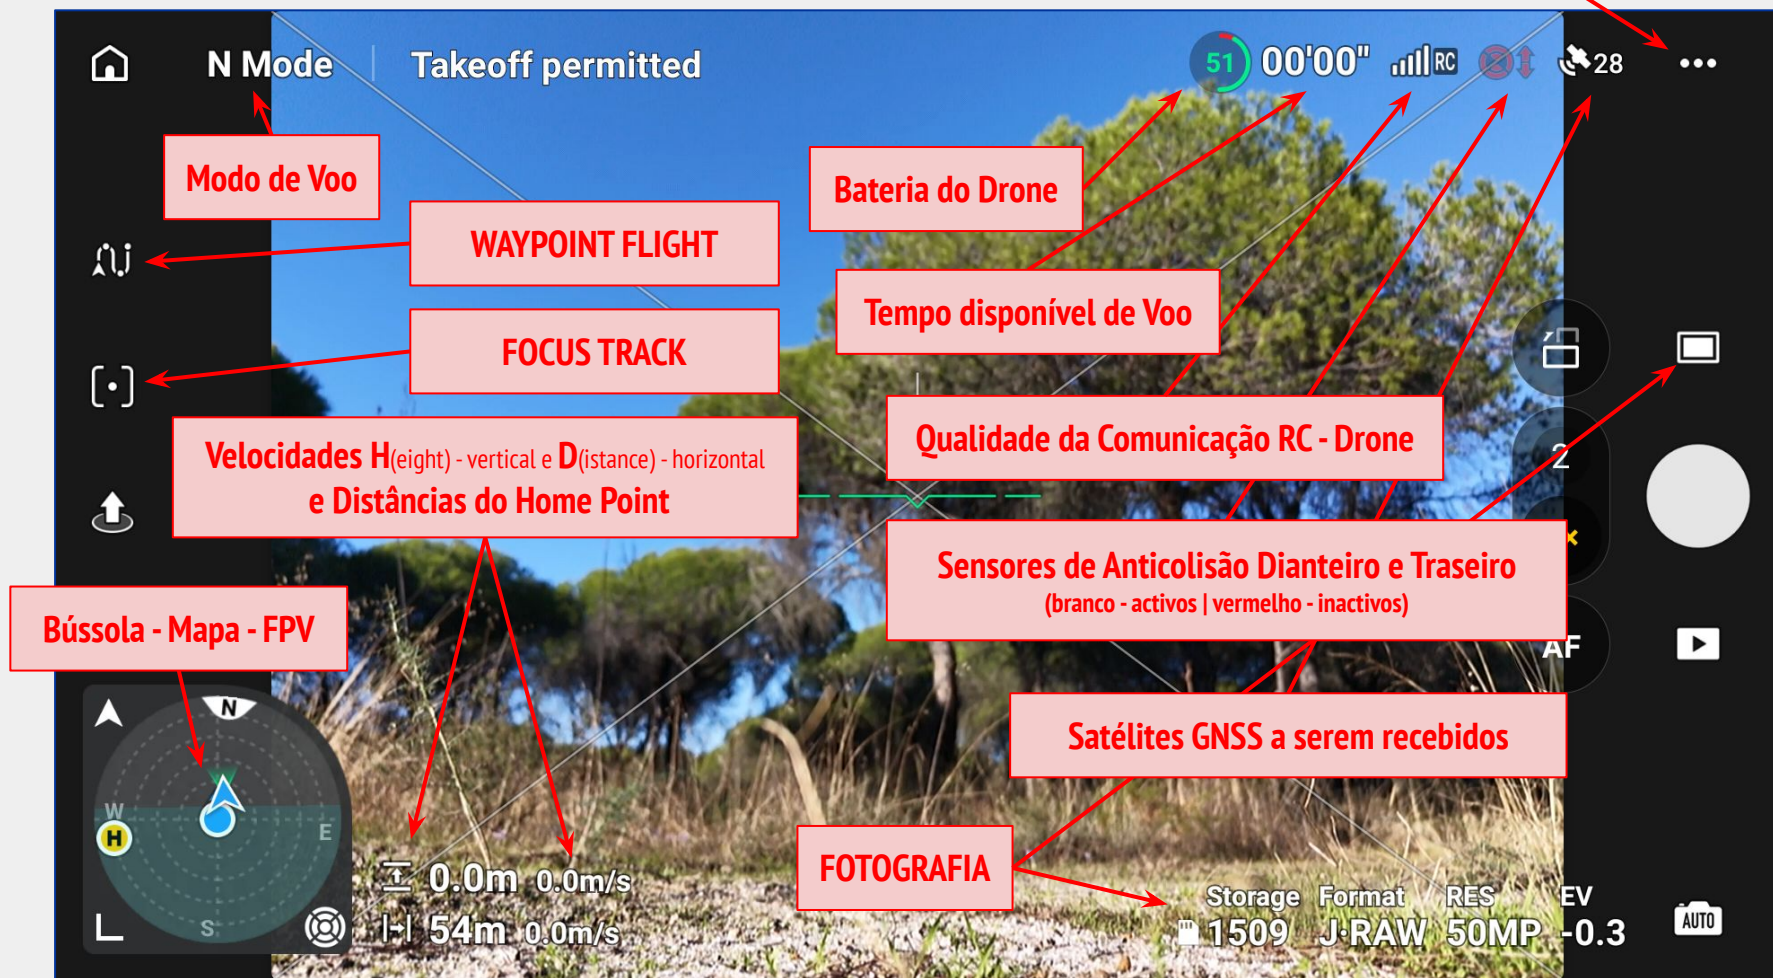 N Mode
Takeoff permitted
51
00'00"
RC
28
Modo de Voo
Bateria do Drone
WAYPOINT FLIGHT
Tempo disponível de Voo
FOCUS TRACK
Qualidade da Comunicação RC - Drone
Velocidades H(eight) - vertical e D(istance) - horizontal
e Distâncias do Home Point
2
Sensores de Anticolisão Dianteiro e Traseiro
(branco - activos | vermelho - inactivos)
Bússola - Mapa - FPV
AF
N
W
E
S
H
Satélites GNSS a serem recebidos
FOTOGRAFIA
0.0m 0.0m/s
54m 0.0m/s
Storage Format RES EV
1509 J·RAW 50MP -0.3
AUTO